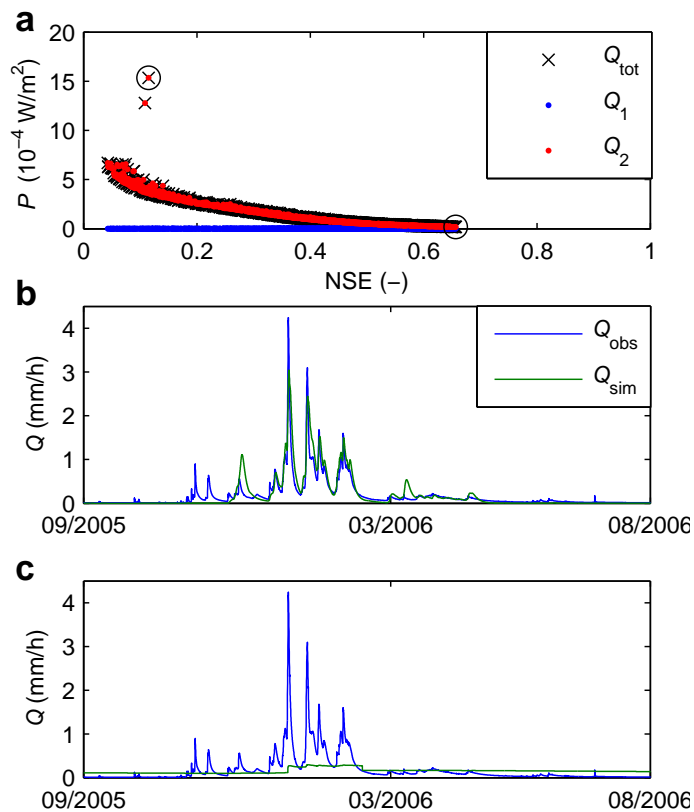 a
20
15
10
5
0
P (10⁻⁴ W/m²)
0
0.2
0.4
0.6
0.8
1
NSE (–)
Q_tot
Q_1
Q_2
b
4
3
2
1
0
Q (mm/h)
09/2005
03/2006
08/2006
Q_obs
Q_sim
c
4
3
2
1
0
Q (mm/h)
09/2005
03/2006
08/2006